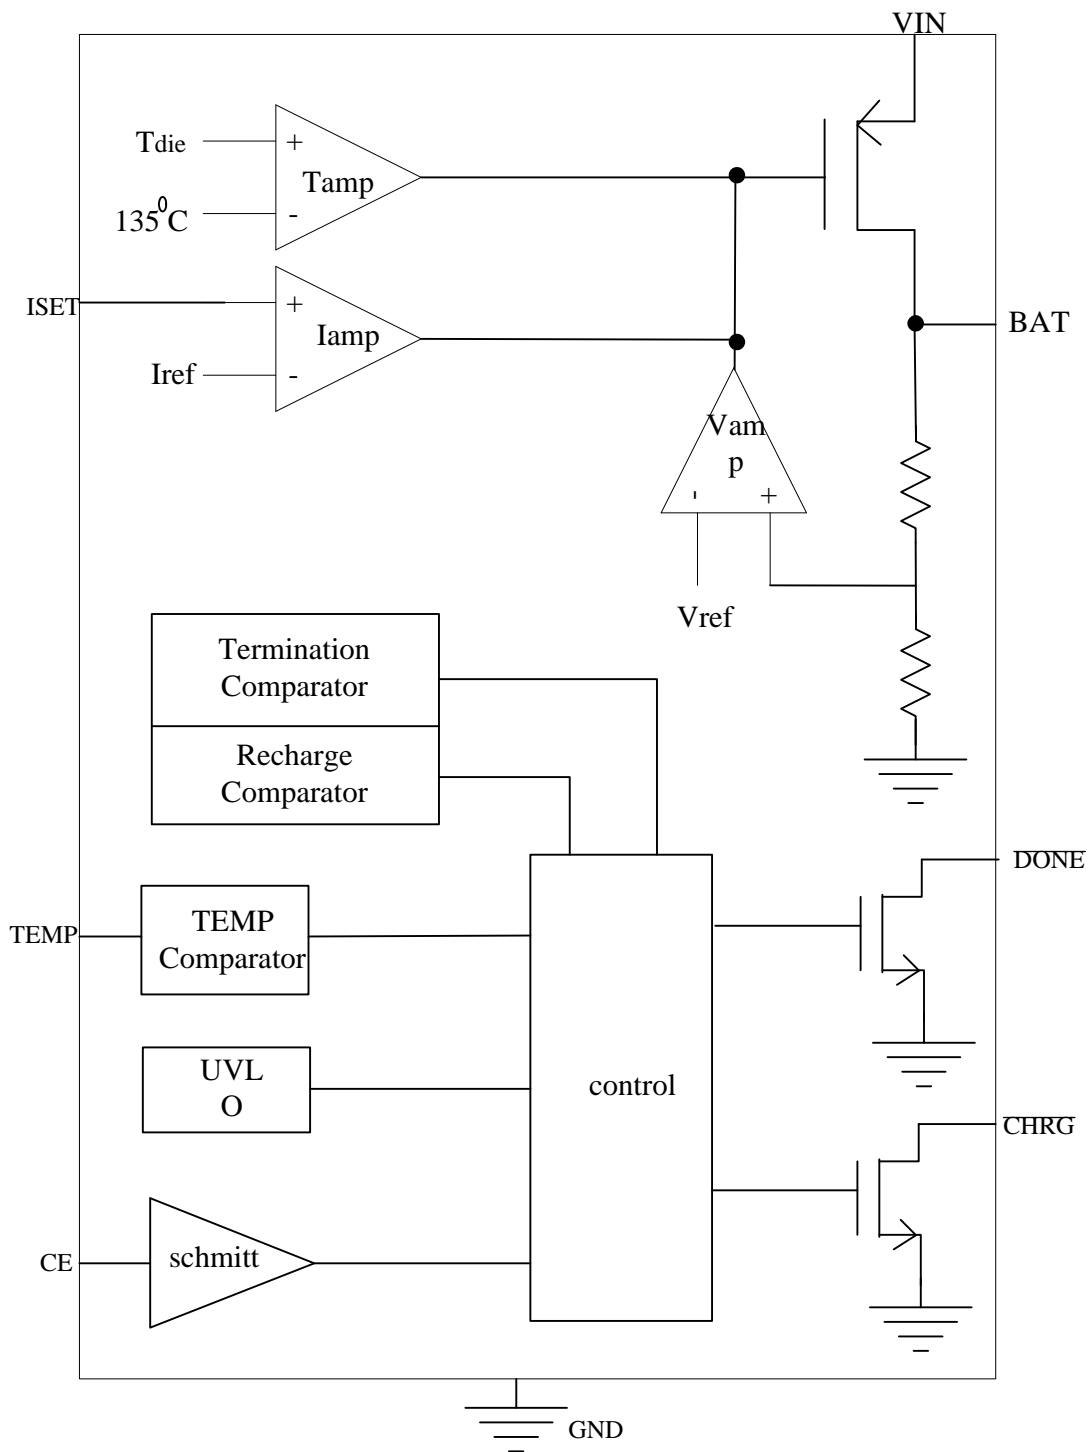 VIN
Tdie
+
Tamp
135⁰C
-
ISET
+
Iamp
Iref
-
BAT
Vam
p
-
+
Vref
Termination
Comparator
Recharge
Comparator
DONE
TEMP
TEMP
Comparator
UVL
O
control
CHRG
CE
schmitt
GND